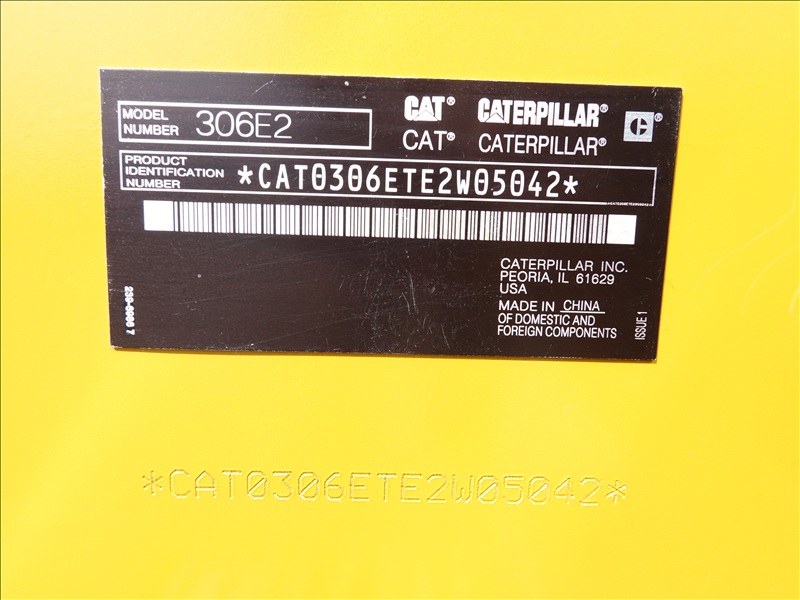 MODEL
NUMBER 306E2
CAT® CATERPILLAR® C®
CAT® CATERPILLAR®
PRODUCT
IDENTIFICATION
NUMBER *CAT0306ETE2W05042*
*CAT0306ETE2W05042*
CATERPILLAR INC.
PEORIA, IL 61629
USA
MADE IN CHINA
OF DOMESTIC AND
FOREIGN COMPONENTS
ISSUE 1
*CAT0306ETE2W05042*